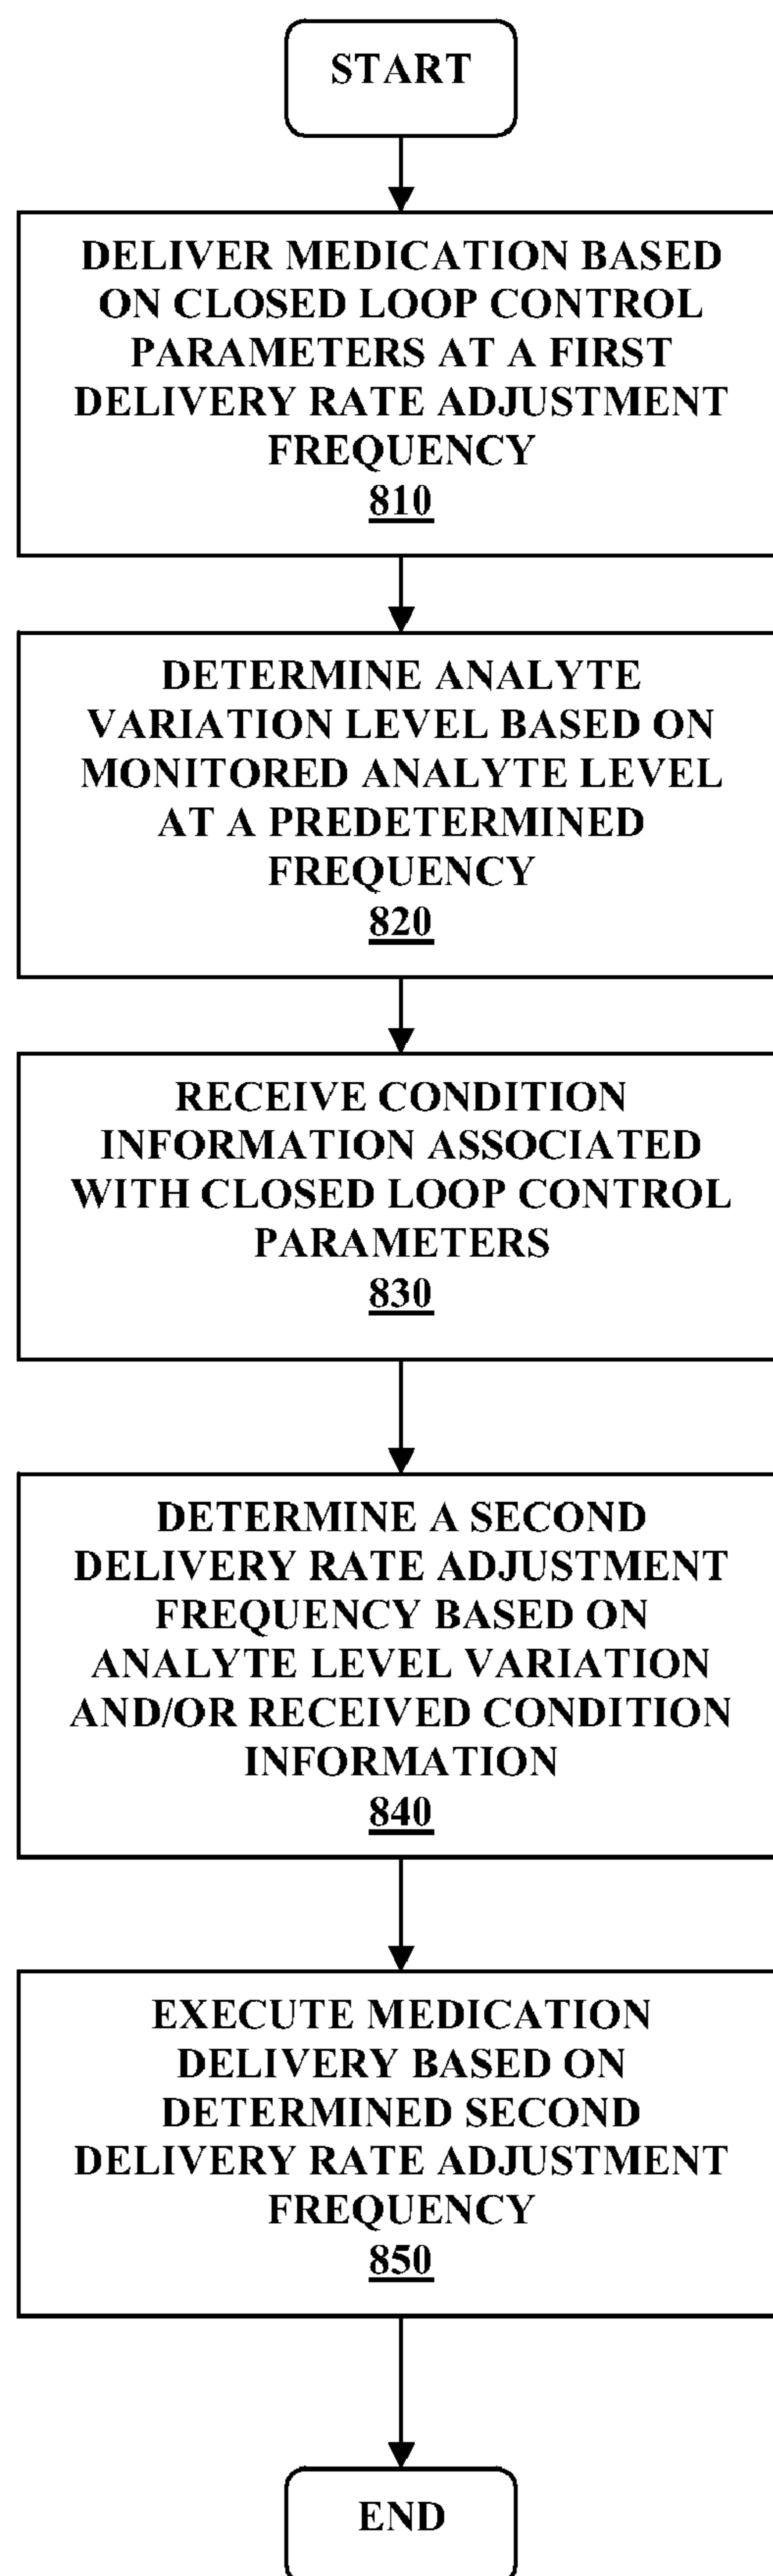 START
DELIVER MEDICATION BASED
ON CLOSED LOOP CONTROL
PARAMETERS AT A FIRST
DELIVERY RATE ADJUSTMENT
FREQUENCY
810
DETERMINE ANALYTE
VARIATION LEVEL BASED ON
MONITORED ANALYTE LEVEL
AT A PREDETERMINED
FREQUENCY
820
RECEIVE CONDITION
INFORMATION ASSOCIATED
WITH CLOSED LOOP CONTROL
PARAMETERS
830
DETERMINE A SECOND
DELIVERY RATE ADJUSTMENT
FREQUENCY BASED ON
ANALYTE LEVEL VARIATION
AND/OR RECEIVED CONDITION
INFORMATION
840
EXECUTE MEDICATION
DELIVERY BASED ON
DETERMINED SECOND
DELIVERY RATE ADJUSTMENT
FREQUENCY
850
END